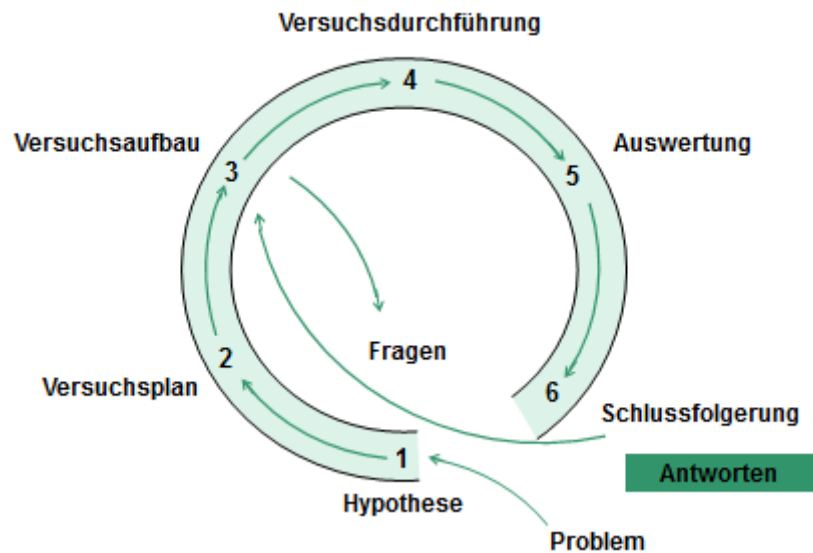 Versuchsdurchführung
4
Versuchsaufbau
Auswertung
3
5
Fragen
2
Versuchsplan
6
Schlussfolgerung
1
Antworten
Hypothese
Problem